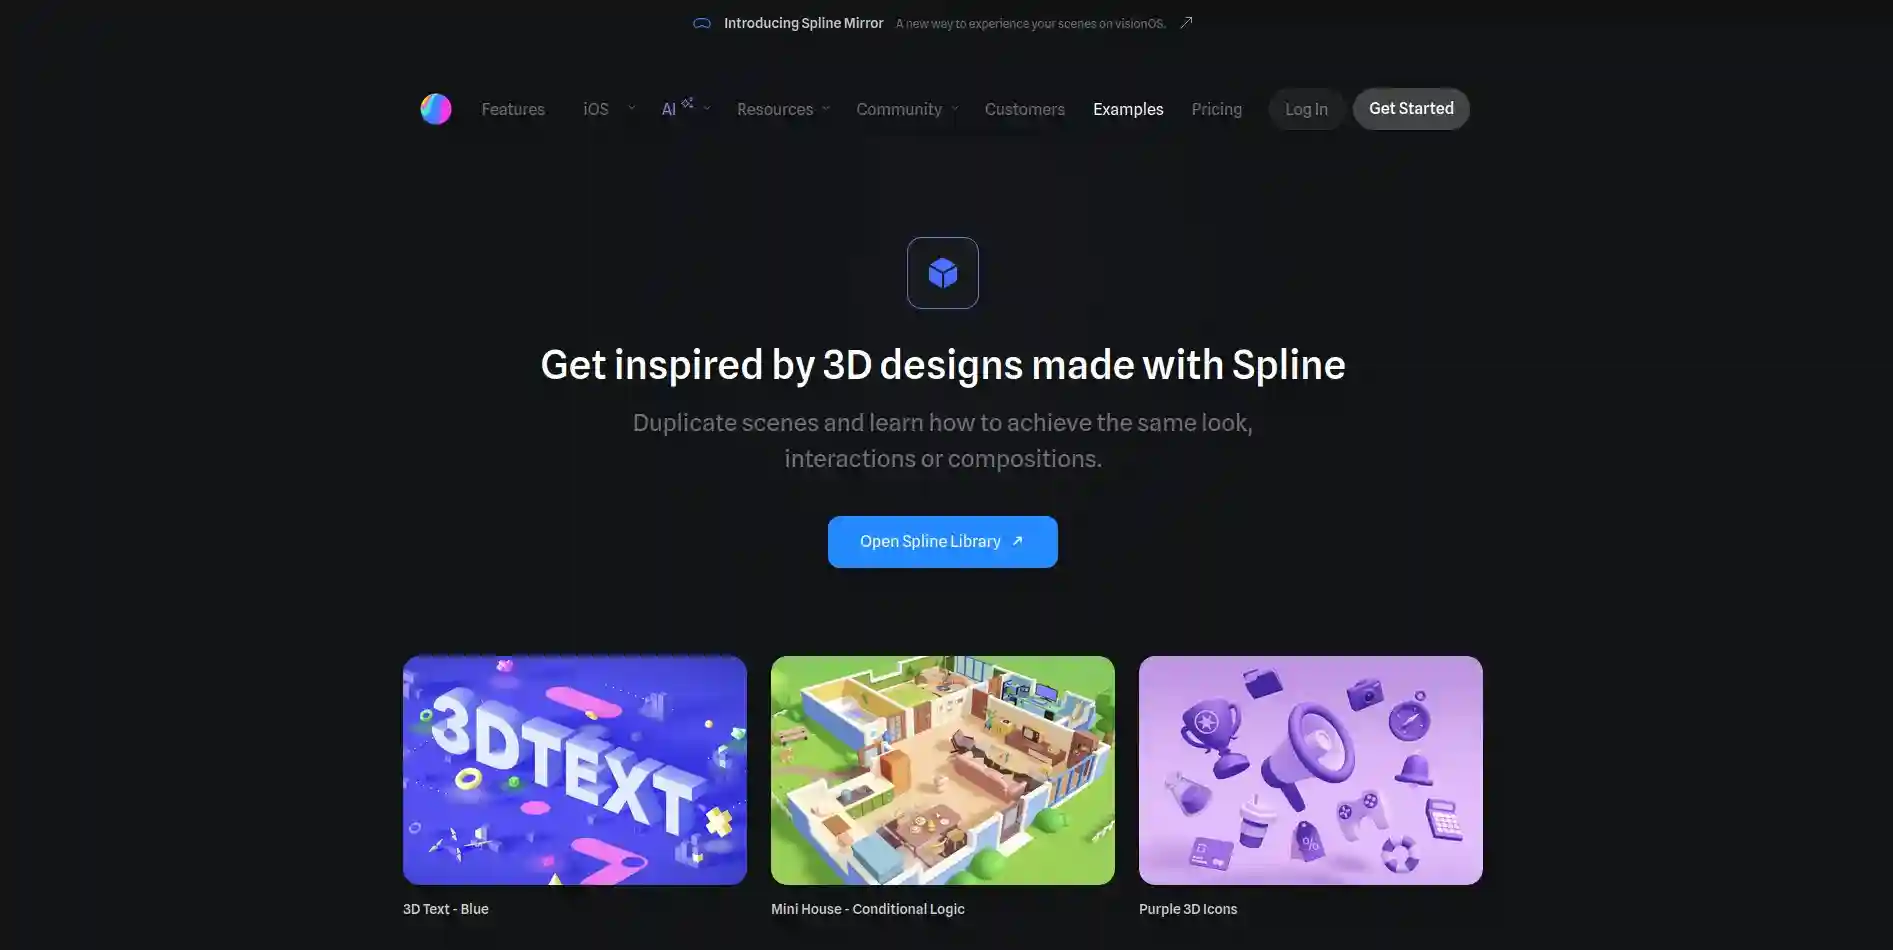 Introducing Spline Mirror A new way to experience your scenes on visionOS.
Features iOS AI Resources Community Customers Examples Pricing Log In Get Started
Get inspired by 3D designs made with Spline
Duplicate scenes and learn how to achieve the same look,
interactions or compositions.
Open Spline Library
3DTEXT
%
3D Text - Blue
Mini House - Conditional Logic
Purple 3D Icons